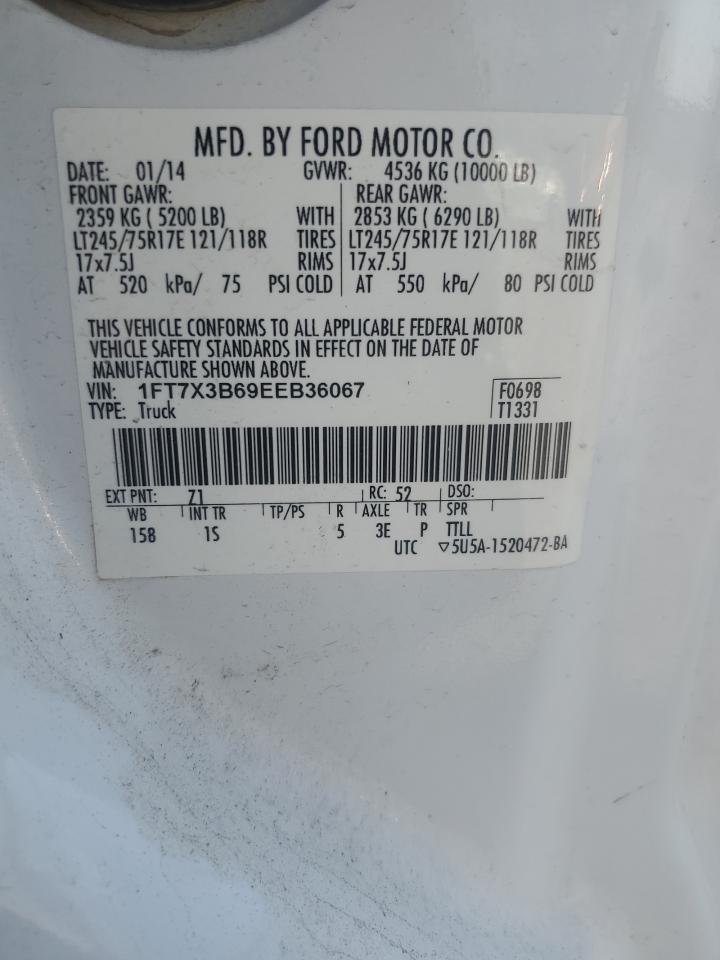 MFD. BY FORD MOTOR CO.
DATE: 01/14 GVWR: 4536 KG (10000 LB)
FRONT GAWR: REAR GAWR:
2359 KG ( 5200 LB) WITH 2853 KG ( 6290 LB) WITH
LT245/75R17E 121/118R TIRES LT245/75R17E 121/118R TIRES
17x7.5J RIMS 17x7.5J RIMS
AT 520 kPa/ 75 PSI COLD AT 550 kPa/ 80 PSI COLD
THIS VEHICLE CONFORMS TO ALL APPLICABLE FEDERAL MOTOR
VEHICLE SAFETY STANDARDS IN EFFECT ON THE DATE OF
MANUFACTURE SHOWN ABOVE.
VIN: 1FT7X3B69EEB36067 F0698
TYPE: Truck T1331
EXT PNT: Z1 RC: 52 DSO:
WB INT TR TP/PS R AXLE TR SPR
158 1S 5 3E P TTLL
UTC ▽5U5A-1520472-BA